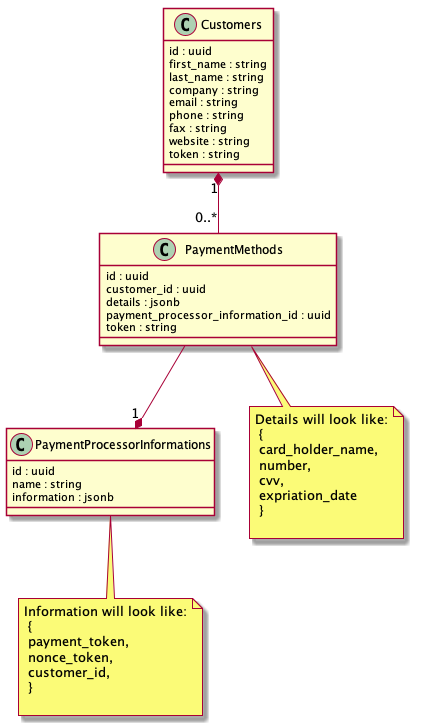 C Customers
id : uuid
first_name : string
last_name : string
company : string
email : string
phone : string
fax : string
website : string
token : string
1
0..*
C PaymentMethods
id : uuid
customer_id : uuid
details : jsonb
payment_processor_information_id : uuid
token : string
1
C PaymentProcessorInformations
id : uuid
name : string
information : jsonb
Details will look like:
{
card_holder_name,
number,
cvv,
expriation_date
}
Information will look like:
{
payment_token,
nonce_token,
customer_id,
}